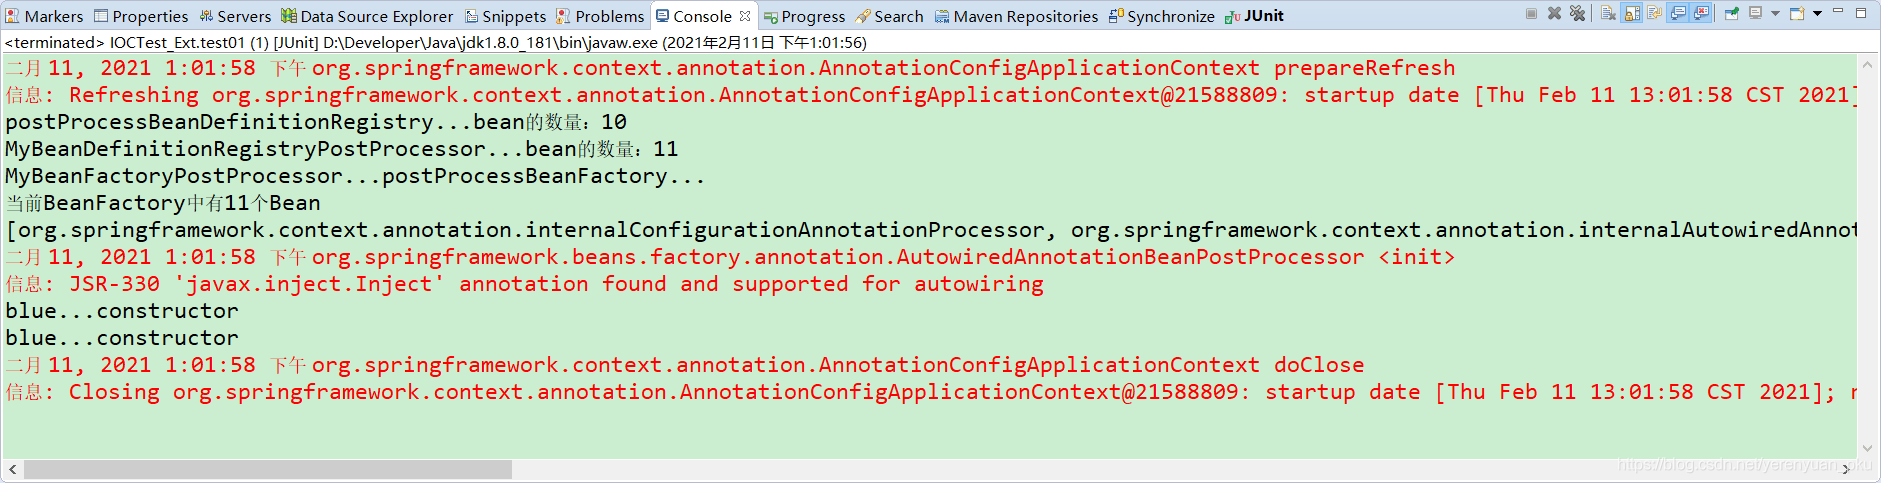 Markers Properties Servers Data Source Explorer Snippets Problems Console Progress Search Maven Repositories Synchronize JUnit
<terminated> IOCTest_Ext.test01 (1) [JUnit] D:\Developer\Java\jdk1.8.0_181\bin\javaw.exe (2021年2月11日 下午1:01:56)
二月 11, 2021 1:01:58 下午 org.springframework.context.annotation.AnnotationConfigApplicationContext prepareRefresh
信息: Refreshing org.springframework.context.annotation.AnnotationConfigApplicationContext@21588809: startup date [Thu Feb 11 13:01:58 CST 2021]
postProcessBeanDefinitionRegistry...bean的数量：10
MyBeanDefinitionRegistryPostProcessor...bean的数量：11
MyBeanFactoryPostProcessor...postProcessBeanFactory...
当前BeanFactory中有11个Bean
[org.springframework.context.annotation.internalConfigurationAnnotationProcessor, org.springframework.context.annotation.internalAutowiredAnnot
二月 11, 2021 1:01:58 下午 org.springframework.beans.factory.annotation.AutowiredAnnotationBeanPostProcessor <init>
信息: JSR-330 'javax.inject.Inject' annotation found and supported for autowiring
blue...constructor
blue...constructor
二月 11, 2021 1:01:58 下午 org.springframework.context.annotation.AnnotationConfigApplicationContext doClose
信息: Closing org.springframework.context.annotation.AnnotationConfigApplicationContext@21588809: startup date [Thu Feb 11 13:01:58 CST 2021]; r
https://blog.csdn.net/yerenyuan_pku